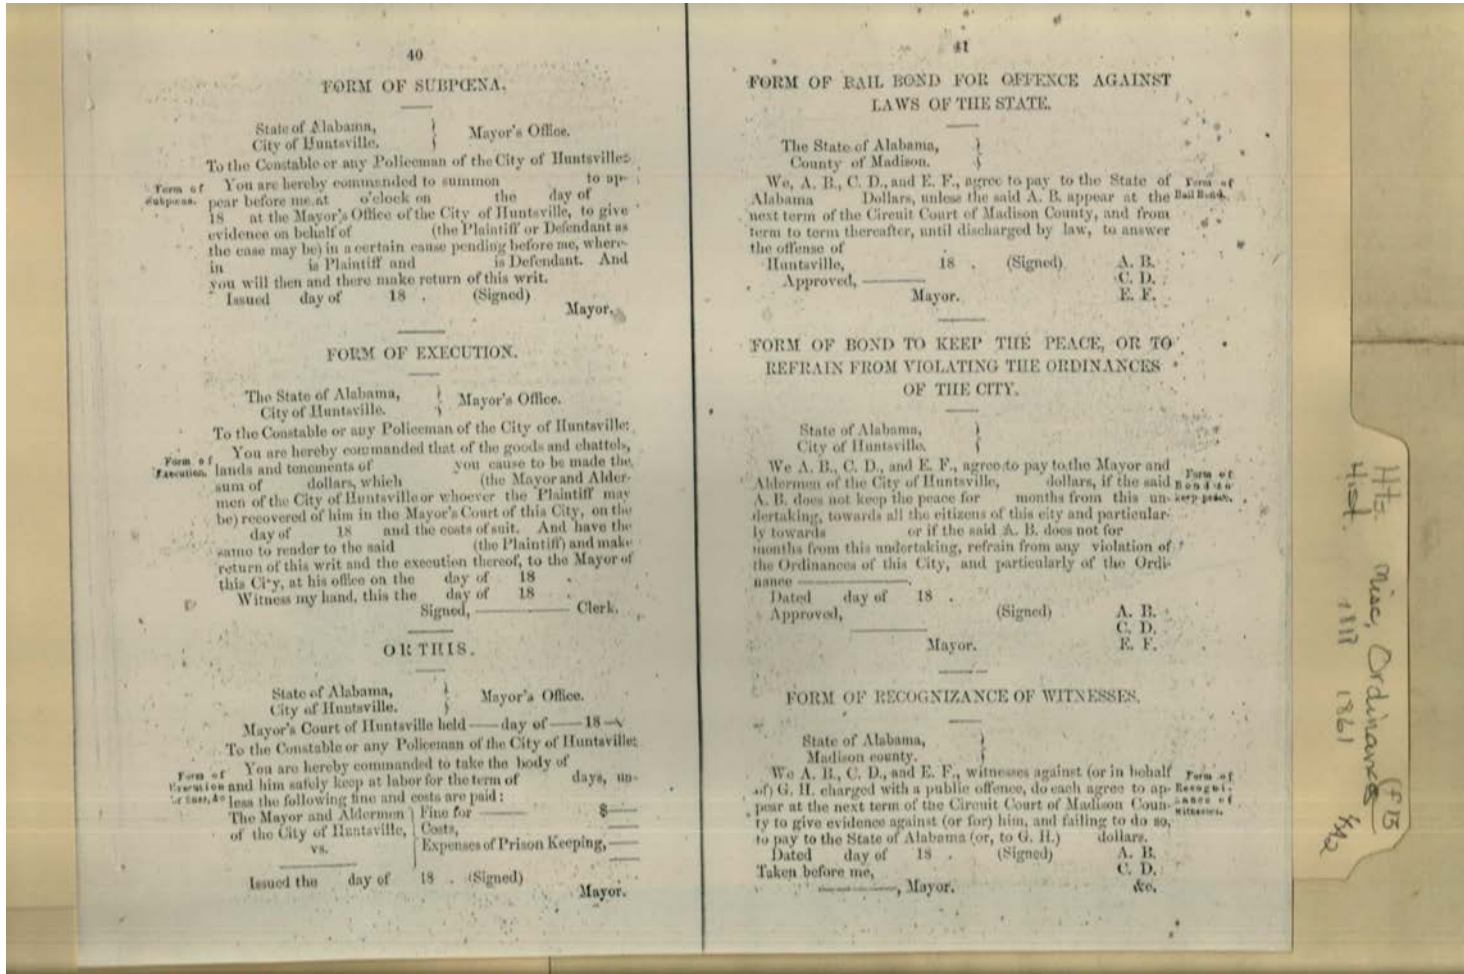 40
FORM OF SUBPŒNA.
State of Alabama,
City of Huntsville. } Mayor's Office.
To the Constable or any Policeman of the City of Huntsville:
Form of Subpœna.
You are hereby commanded to summon to ap-
pear before me at o'clock on the day of
18 at the Mayor's Office of the City of Huntsville, to give
evidence on behalf of (the Plaintiff or Defendant as
the case may be) in a certain cause pending before me, where-
in is Plaintiff and is Defendant. And
you will then and there make return of this writ.
Issued day of 18 . (Signed)
Mayor.
FORM OF EXECUTION.
The State of Alabama,
City of Huntsville. } Mayor's Office.
To the Constable or any Policeman of the City of Huntsville:
Form of Execution.
You are hereby commanded that of the goods and chattels,
lands and tenements of you cause to be made the
sum of dollars, which (the Mayor and Alder-
men of the City of Huntsville or whoever the Plaintiff may
be) recovered of him in the Mayor's Court of this City, on the
day of 18 and the costs of suit. And have the
same to render to the said (the Plaintiff) and make
return of this writ and the execution thereof, to the Mayor of
this City, at his office on the day of 18 .
Witness my hand, this the day of 18 .
Signed, ——— Clerk.
OR THIS.
State of Alabama,
City of Huntsville. } Mayor's Office.
Mayor's Court of Huntsville held — day of — 18 —
To the Constable or any Policeman of the City of Huntsville:
Form of Execution
You are hereby commanded to take the body of
and him safely keep at labor for the term of days, un-
less the following fine and costs are paid:
The Mayor and Aldermen } Fine for — $ —
of the City of Huntsville, } Costs, —
vs. } Expenses of Prison Keeping, —
Issued the day of 18 . (Signed)
Mayor.
41
FORM OF BAIL BOND FOR OFFENCE AGAINST
LAWS OF THE STATE.
The State of Alabama, }
County of Madison. }
We, A. B., C. D., and E. F., agree to pay to the State of
Form of Bail Bond.
Alabama Dollars, unless the said A. B. appear at the
next term of the Circuit Court of Madison County, and from
term to term thereafter, until discharged by law, to answer
the offense of
Huntsville, 18 . (Signed) A. B.
Approved, ——— C. D.
Mayor. E. F.
FORM OF BOND TO KEEP THE PEACE, OR TO
REFRAIN FROM VIOLATING THE ORDINANCES
OF THE CITY.
State of Alabama, }
City of Huntsville. }
We A. B., C. D., and E. F., agree to pay to the Mayor and
Form of Bond to keep peace.
Aldermen of the City of Huntsville, dollars, if the said
A. B. does not keep the peace for months from this un-
dertaking, towards all the citizens of this city and particular-
ly towards or if the said A. B. does not for
months from this undertaking, refrain from any violation of
the Ordinances of this City, and particularly of the Ordi-
nance ———.
Dated day of 18 .
Approved, (Signed) A. B.
——— C. D.
Mayor. E. F.
FORM OF RECOGNIZANCE OF WITNESSES.
State of Alabama, }
Madison county. }
We A. B., C. D., and E. F., witnesses against (or in behalf
Form of Recogni-zance of Witnesses.
of) G. H. charged with a public offence, do each agree to ap-
pear at the next term of the Circuit Court of Madison Coun-
ty to give evidence against (or for) him, and failing to do so,
to pay to the State of Alabama (or, to G. H.) dollars.
Dated day of 18 . (Signed) A. B.
Taken before me, C. D.
———, Mayor. &c.
Hist. Misc, Ordinances
1861